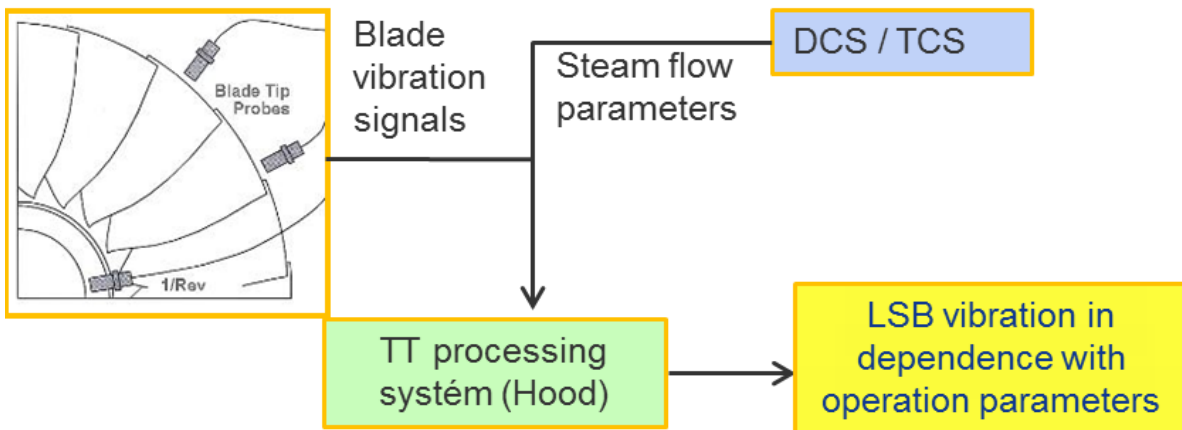 Blade Tip
Probes
1/Rev
Blade
vibration
signals
Steam flow
parameters
DCS / TCS
TT processing
systém (Hood)
LSB vibration in
dependence with
operation parameters